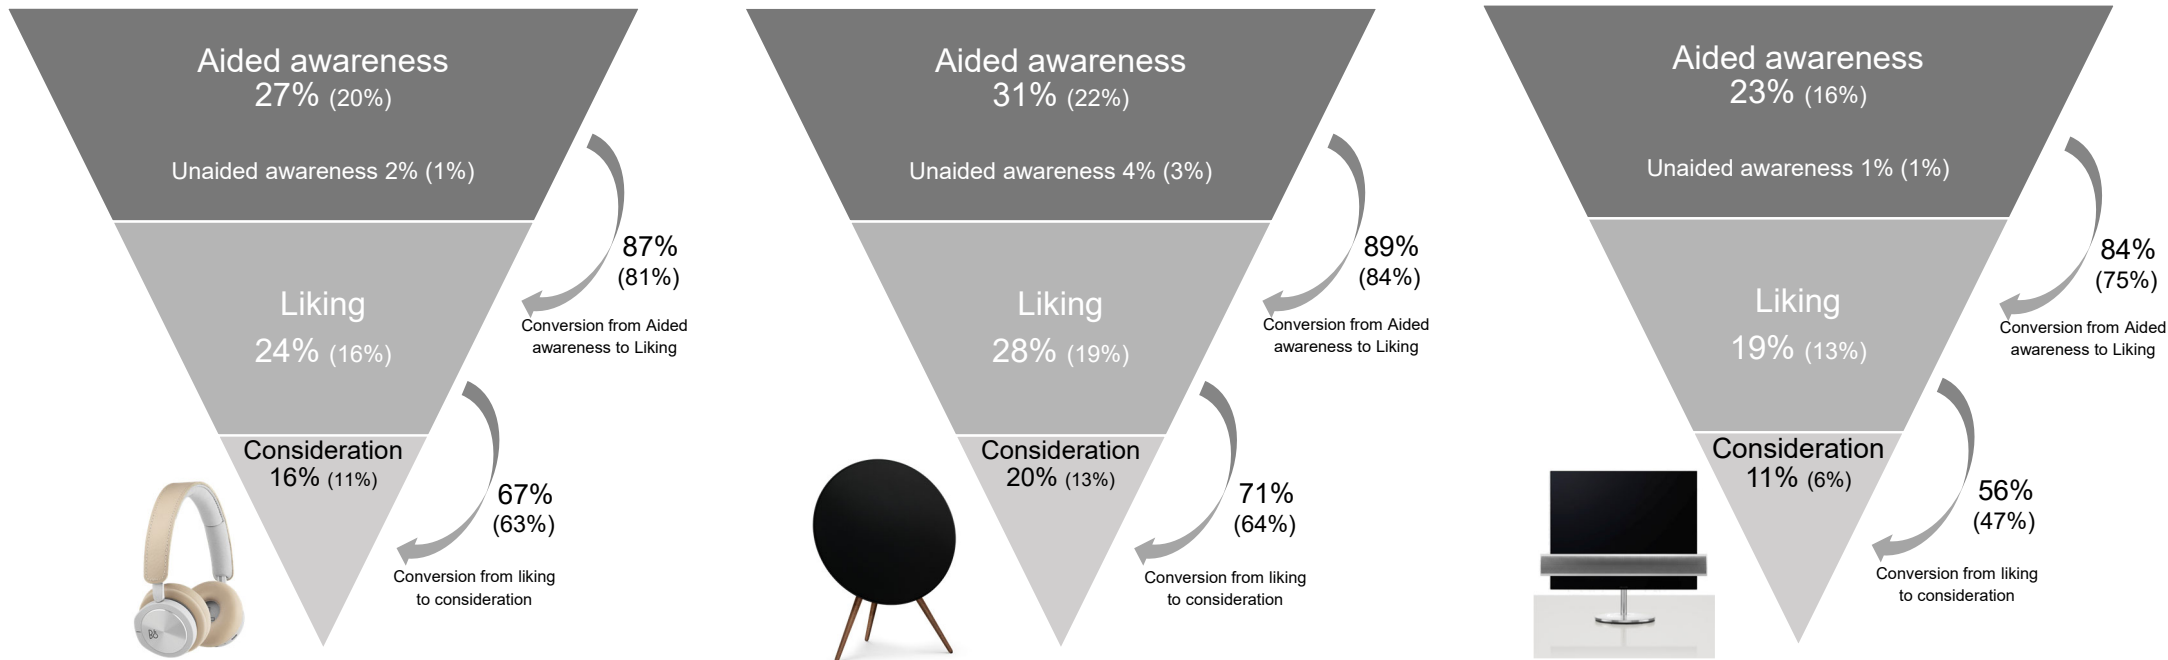 Aided awareness
27% (20%)
Unaided awareness 2% (1%)
87%
(81%)
Conversion from Aided
awareness to Liking
Liking
24% (16%)
Consideration
16% (11%)
67%
(63%)
Conversion from liking
to consideration
Aided awareness
31% (22%)
Unaided awareness 4% (3%)
89%
(84%)
Conversion from Aided
awareness to Liking
Liking
28% (19%)
Consideration
20% (13%)
71%
(64%)
Conversion from liking
to consideration
Aided awareness
23% (16%)
Unaided awareness 1% (1%)
84%
(75%)
Conversion from Aided
awareness to Liking
Liking
19% (13%)
Consideration
11% (6%)
56%
(47%)
Conversion from liking
to consideration